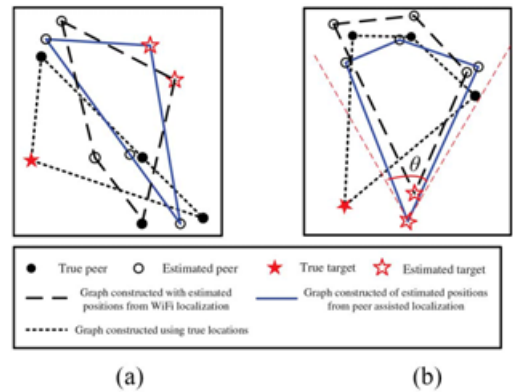 θ
True peer Estimated peer True target Estimated target
Graph constructed with estimated Graph constructed of estimated positions
positions from WiFi localization from peer assisted localization
Graph constructed using true locations
(a) (b)